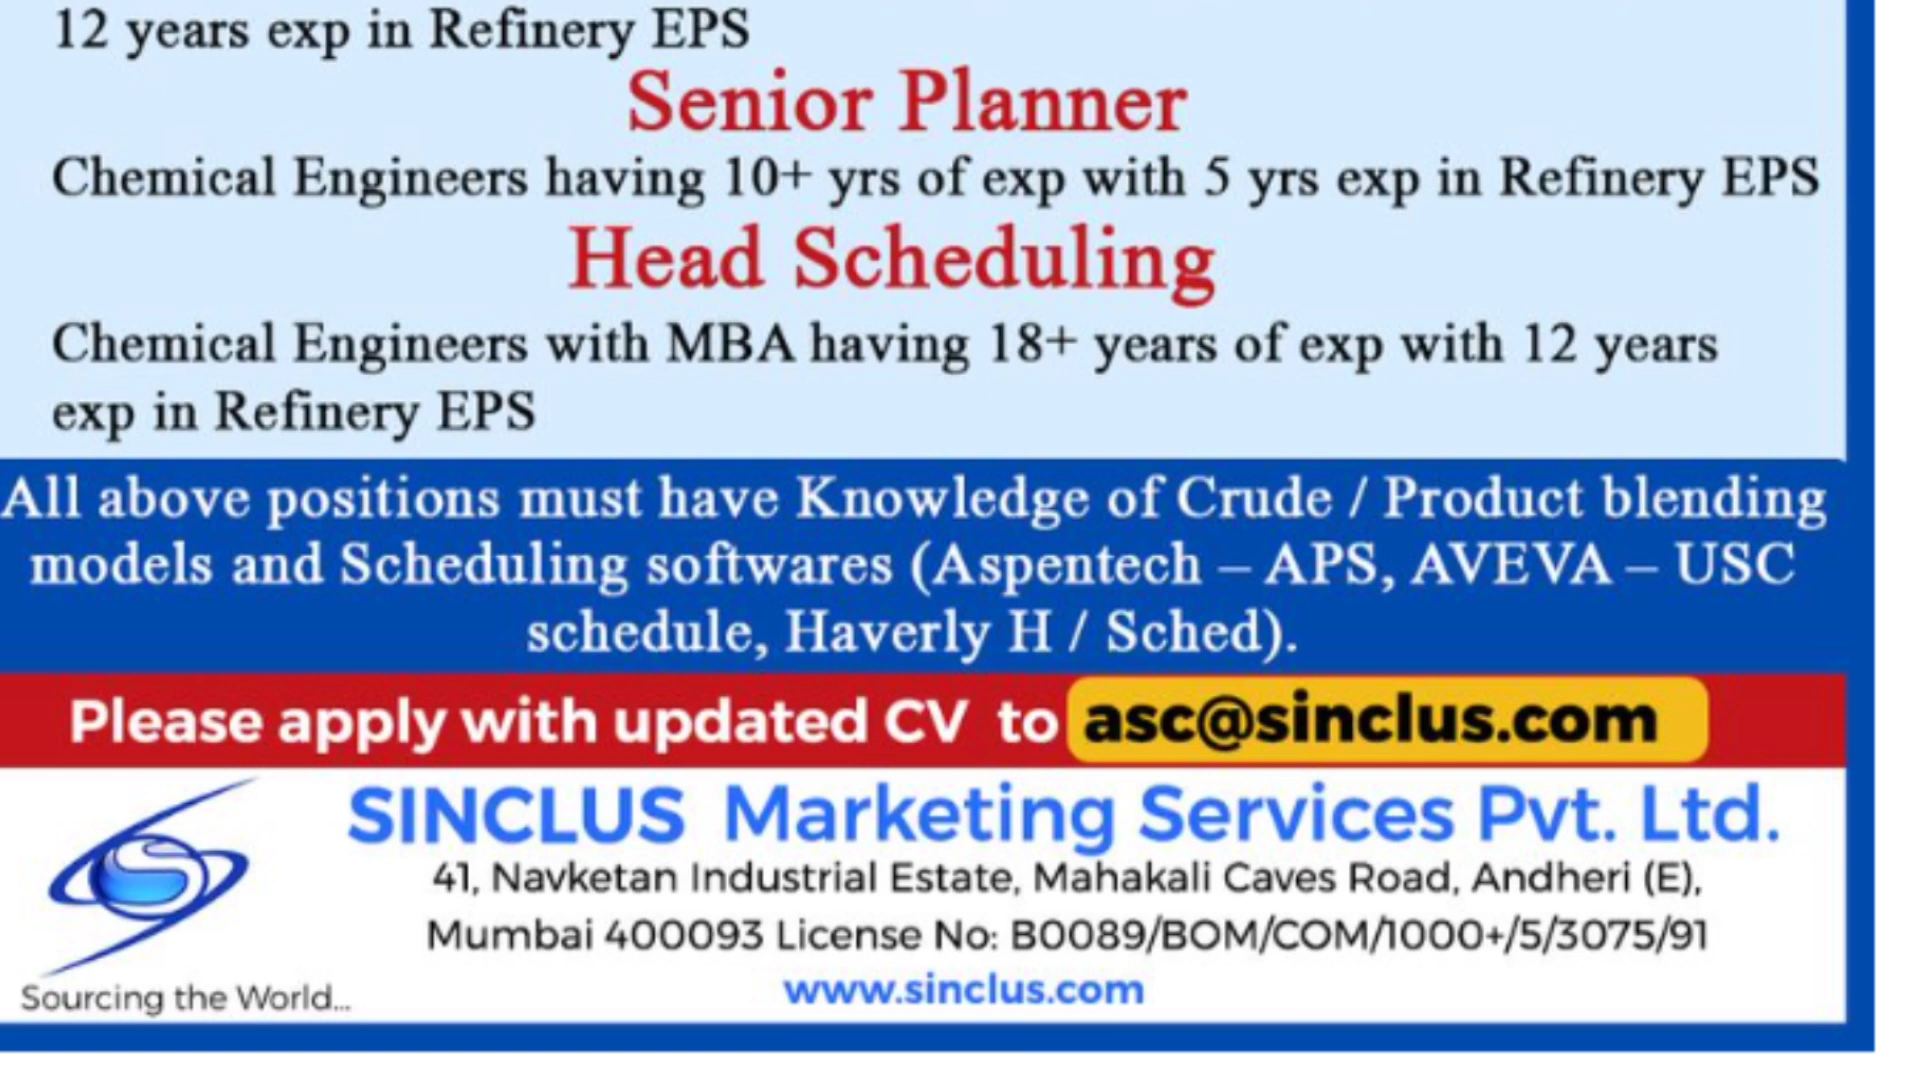 12 years exp in Refinery EPS
Senior Planner
Chemical Engineers having 10+ yrs of exp with 5 yrs exp in Refinery EPS
Head Scheduling
Chemical Engineers with MBA having 18+ years of exp with 12 years
exp in Refinery EPS
All above positions must have Knowledge of Crude / Product blending
models and Scheduling softwares (Aspentech – APS, AVEVA – USC
schedule, Haverly H / Sched).
Please apply with updated CV to asc@sinclus.com
SINCLUS Marketing Services Pvt. Ltd.
41, Navketan Industrial Estate, Mahakali Caves Road, Andheri (E),
Mumbai 400093 License No: B0089/BOM/COM/1000+/5/3075/91
www.sinclus.com
Sourcing the World...